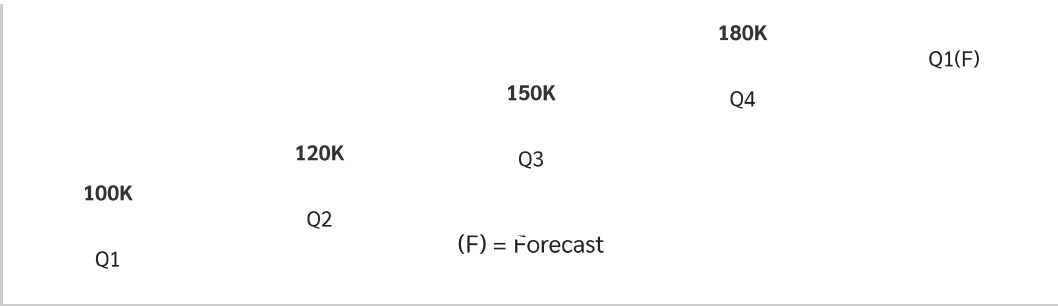 180K
Q1(F)
150K
Q4
120K
Q3
100K
Q2
(F) = Forecast
Q1